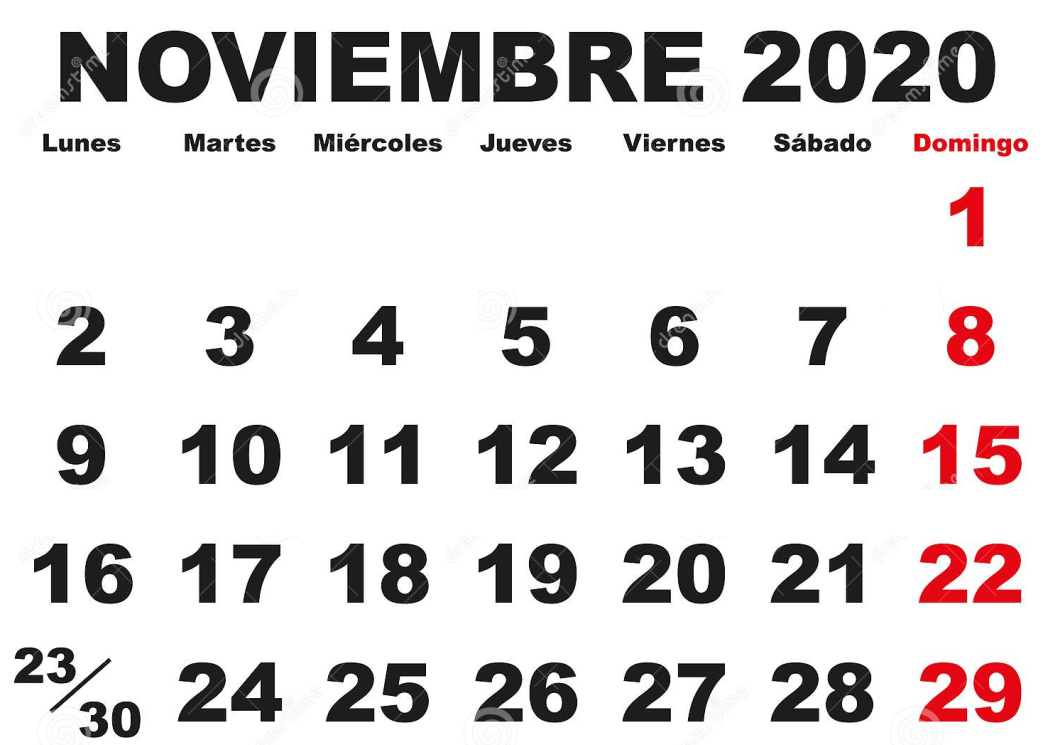 NOVIEMBRE 2020
Lunes Martes Miércoles Jueves Viernes Sábado Domingo
1
2 3 4 5 6 7 8
9 10 11 12 13 14 15
16 17 18 19 20 21 22
23/30 24 25 26 27 28 29